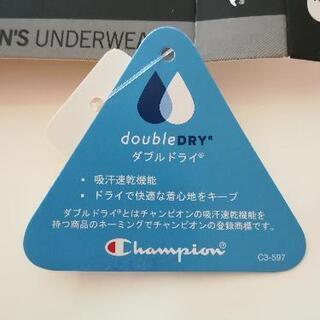 N'S UNDERWEA
doubleDRY®
ダブルドライ®
• 吸汗速乾機能
• ドライで快適な着心地をキープ
ダブルドライ®とはチャンピオンの吸汗速乾機能を
持つ商品のネーミングでチャンピオンの登録商標です。
Champion®
C3-597